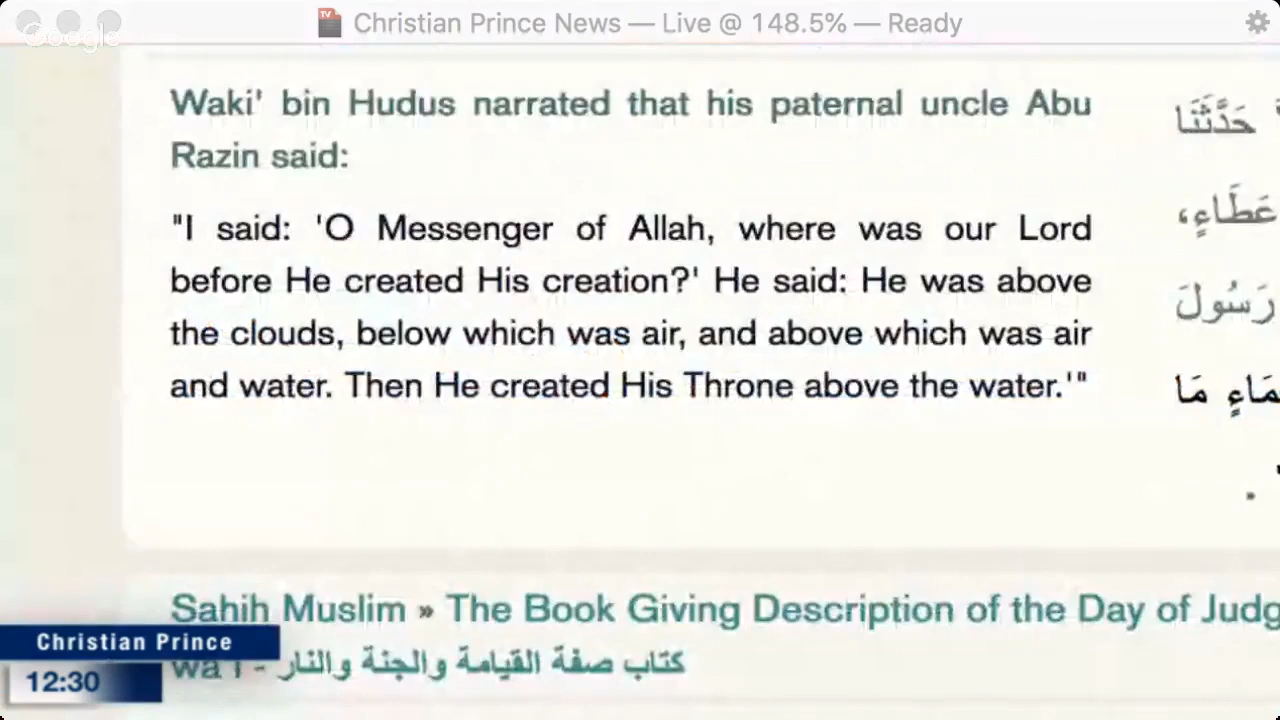 Google
Christian Prince News — Live @ 148.5% — Ready
Waki' bin Hudus narrated that his paternal uncle Abu
Razin said:
"I said: 'O Messenger of Allah, where was our Lord
before He created His creation?' He said: He was above
the clouds, below which was air, and above which was air
and water. Then He created His Throne above the water.'"
حَدَّثَنَا
عَطَاءٍ،
رَسُولَ
مَا
Sahih Muslim » The Book Giving Description of the Day of
كتاب صفة القيامة والجنة والنار -
Christian Prince
12:30